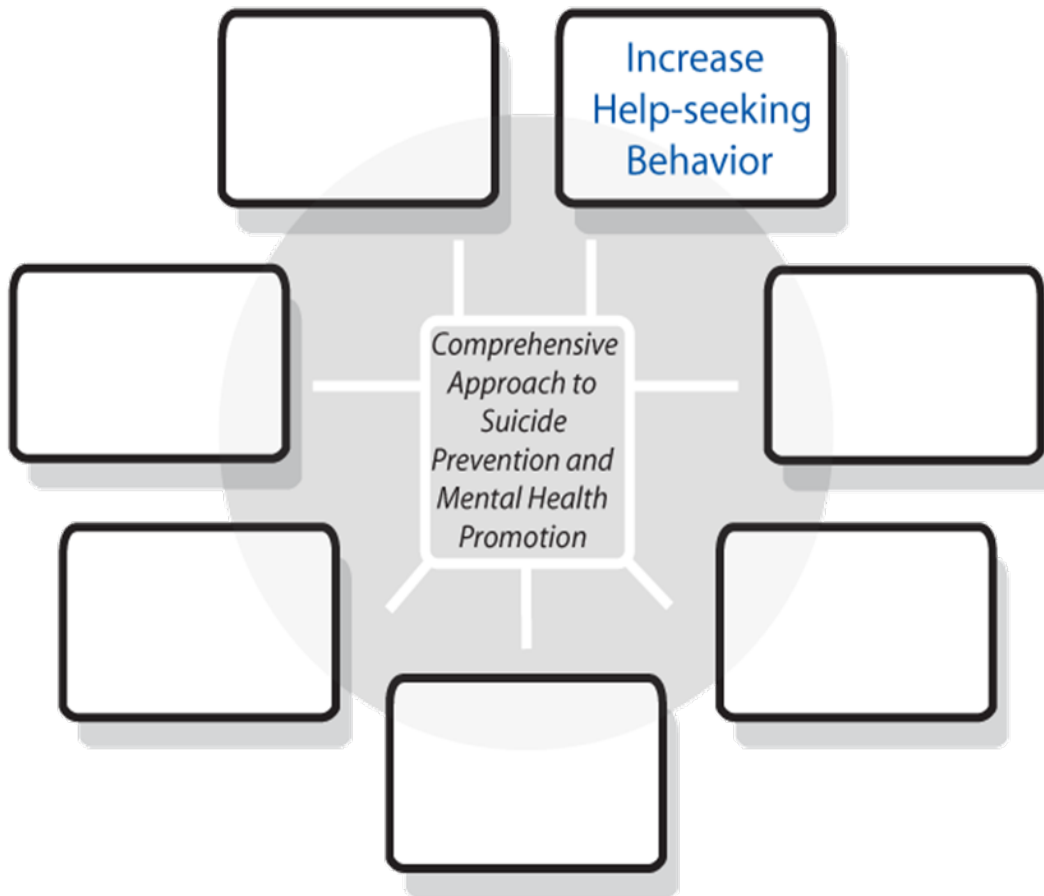 Increase
Help-seeking
Behavior
Comprehensive
Approach to
Suicide
Prevention and
Mental Health
Promotion